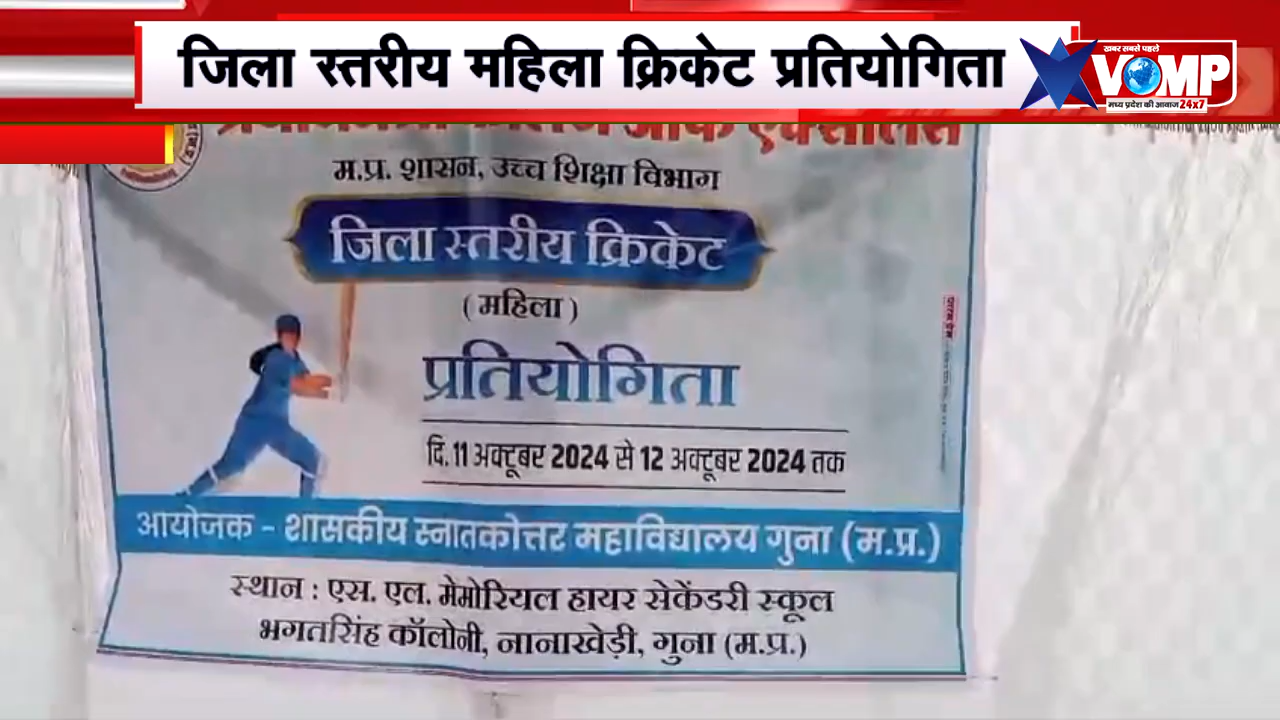 जिला स्तरीय महिला क्रिकेट प्रतियोगिता
खबर सबसे पहले
VOMP
मध्य प्रदेश की आवाज 24x7
म.प्र. शासन, उच्च शिक्षा विभाग
जिला स्तरीय क्रिकेट
( महिला )
प्रतियोगिता
दि. 11 अक्टूबर 2024 से 12 अक्टूबर 2024 तक
आयोजक - शासकीय स्नातकोत्तर महाविद्यालय गुना (म.प्र.)
स्थान : एस. एल. मेमोरियल हायर सेकेंडरी स्कूल
भगतसिंह कॉलोनी, नानाखेड़ी, गुना (म.प्र.)